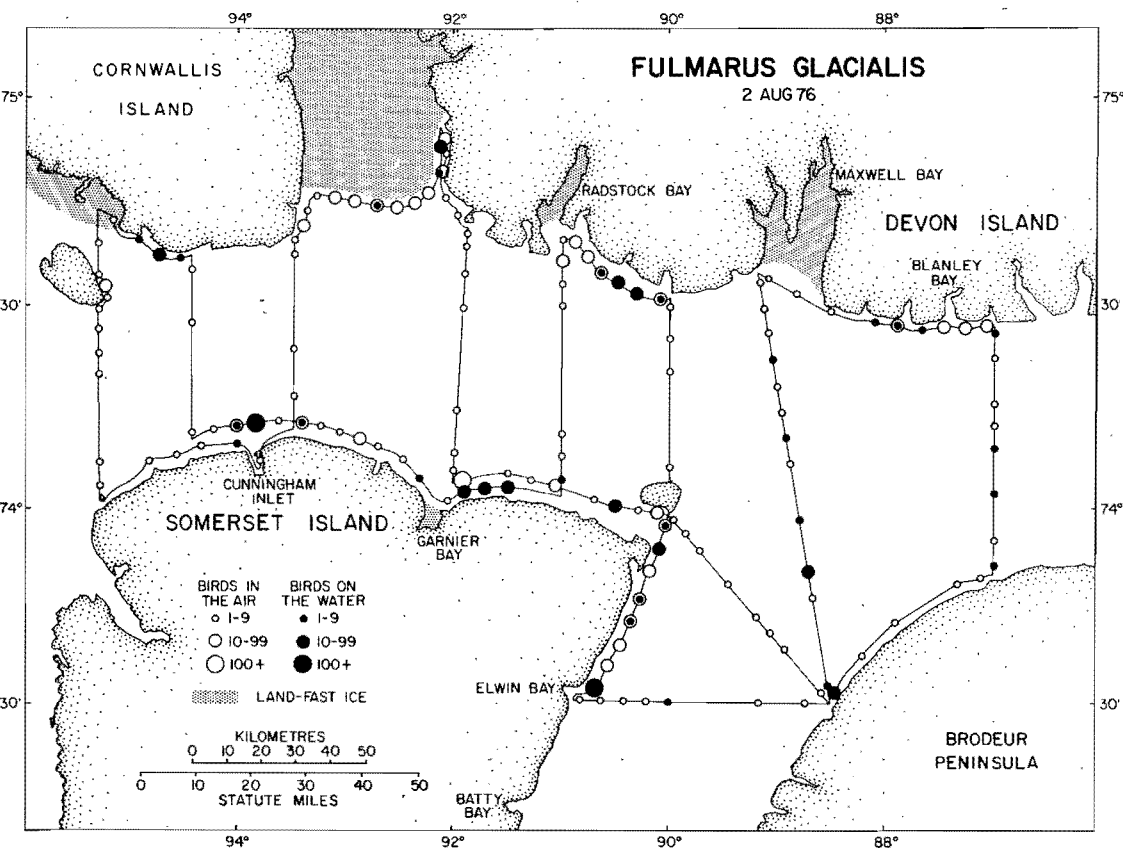 94° 92° 90° 88°
CORNWALLIS
ISLAND
FULMARUS GLACIALIS
2 AUG 76
75° 75°
RADSTOCK BAY
MAXWELL BAY
DEVON ISLAND
BLANLEY
BAY
30' 30'
CUNNINGHAM
INLET
74° 74°
SOMERSET ISLAND
GARNIER
BAY
BIRDS IN
THE AIR
BIRDS ON
THE WATER
1-9 1-9
10-99 10-99
100+ 100+
LAND-FAST ICE
ELWIN BAY
30' 30'
KILOMETRES
0 10 20 30 40 50
0 10 20 30 40 50
STATUTE MILES
BRODEUR
PENINSULA
BATTY
BAY
94° 92° 90° 88°